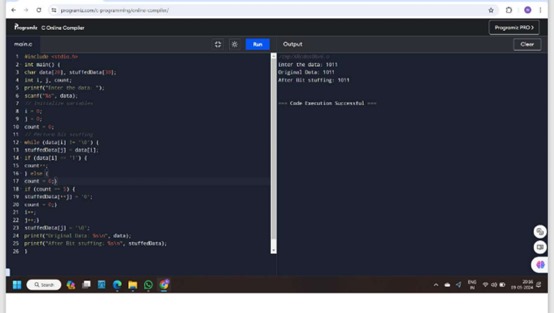 programiz.com/c-programming/online-compiler/
Programiz C Online Compiler
Programiz PRO >
main.c
Run
Output
Clear
1 #include <stdio.h>
2 int main() {
3 char data[20], stuffedData[30];
4 int i, j, count;
5 printf("Enter the data: ");
6 scanf("%s", data);
7 // Initialize variables
8 i = 0;
9 j = 0;
10 count = 0;
11 // Perform bit stuffing
12 while (data[i] != '\0') {
13 stuffedData[j] = data[i];
14 if (data[i] == '1') {
15 count++;
16 } else {
17 count = 0;}
18 if (count == 5) {
19 stuffedData[++j] = '0';
20 count = 0;}
21 i++;
22 j++;}
23 stuffedData[j] = '\0';
24 printf("Original Data: %s\n", data);
25 printf("After Bit stuffing: %s\n", stuffedData);
26 }
Enter the data: 1011
Original Data: 1011
After Bit stuffing: 1011
=== Code Execution Successful ===
Search
ENG
IN
20:36
09-05-2024